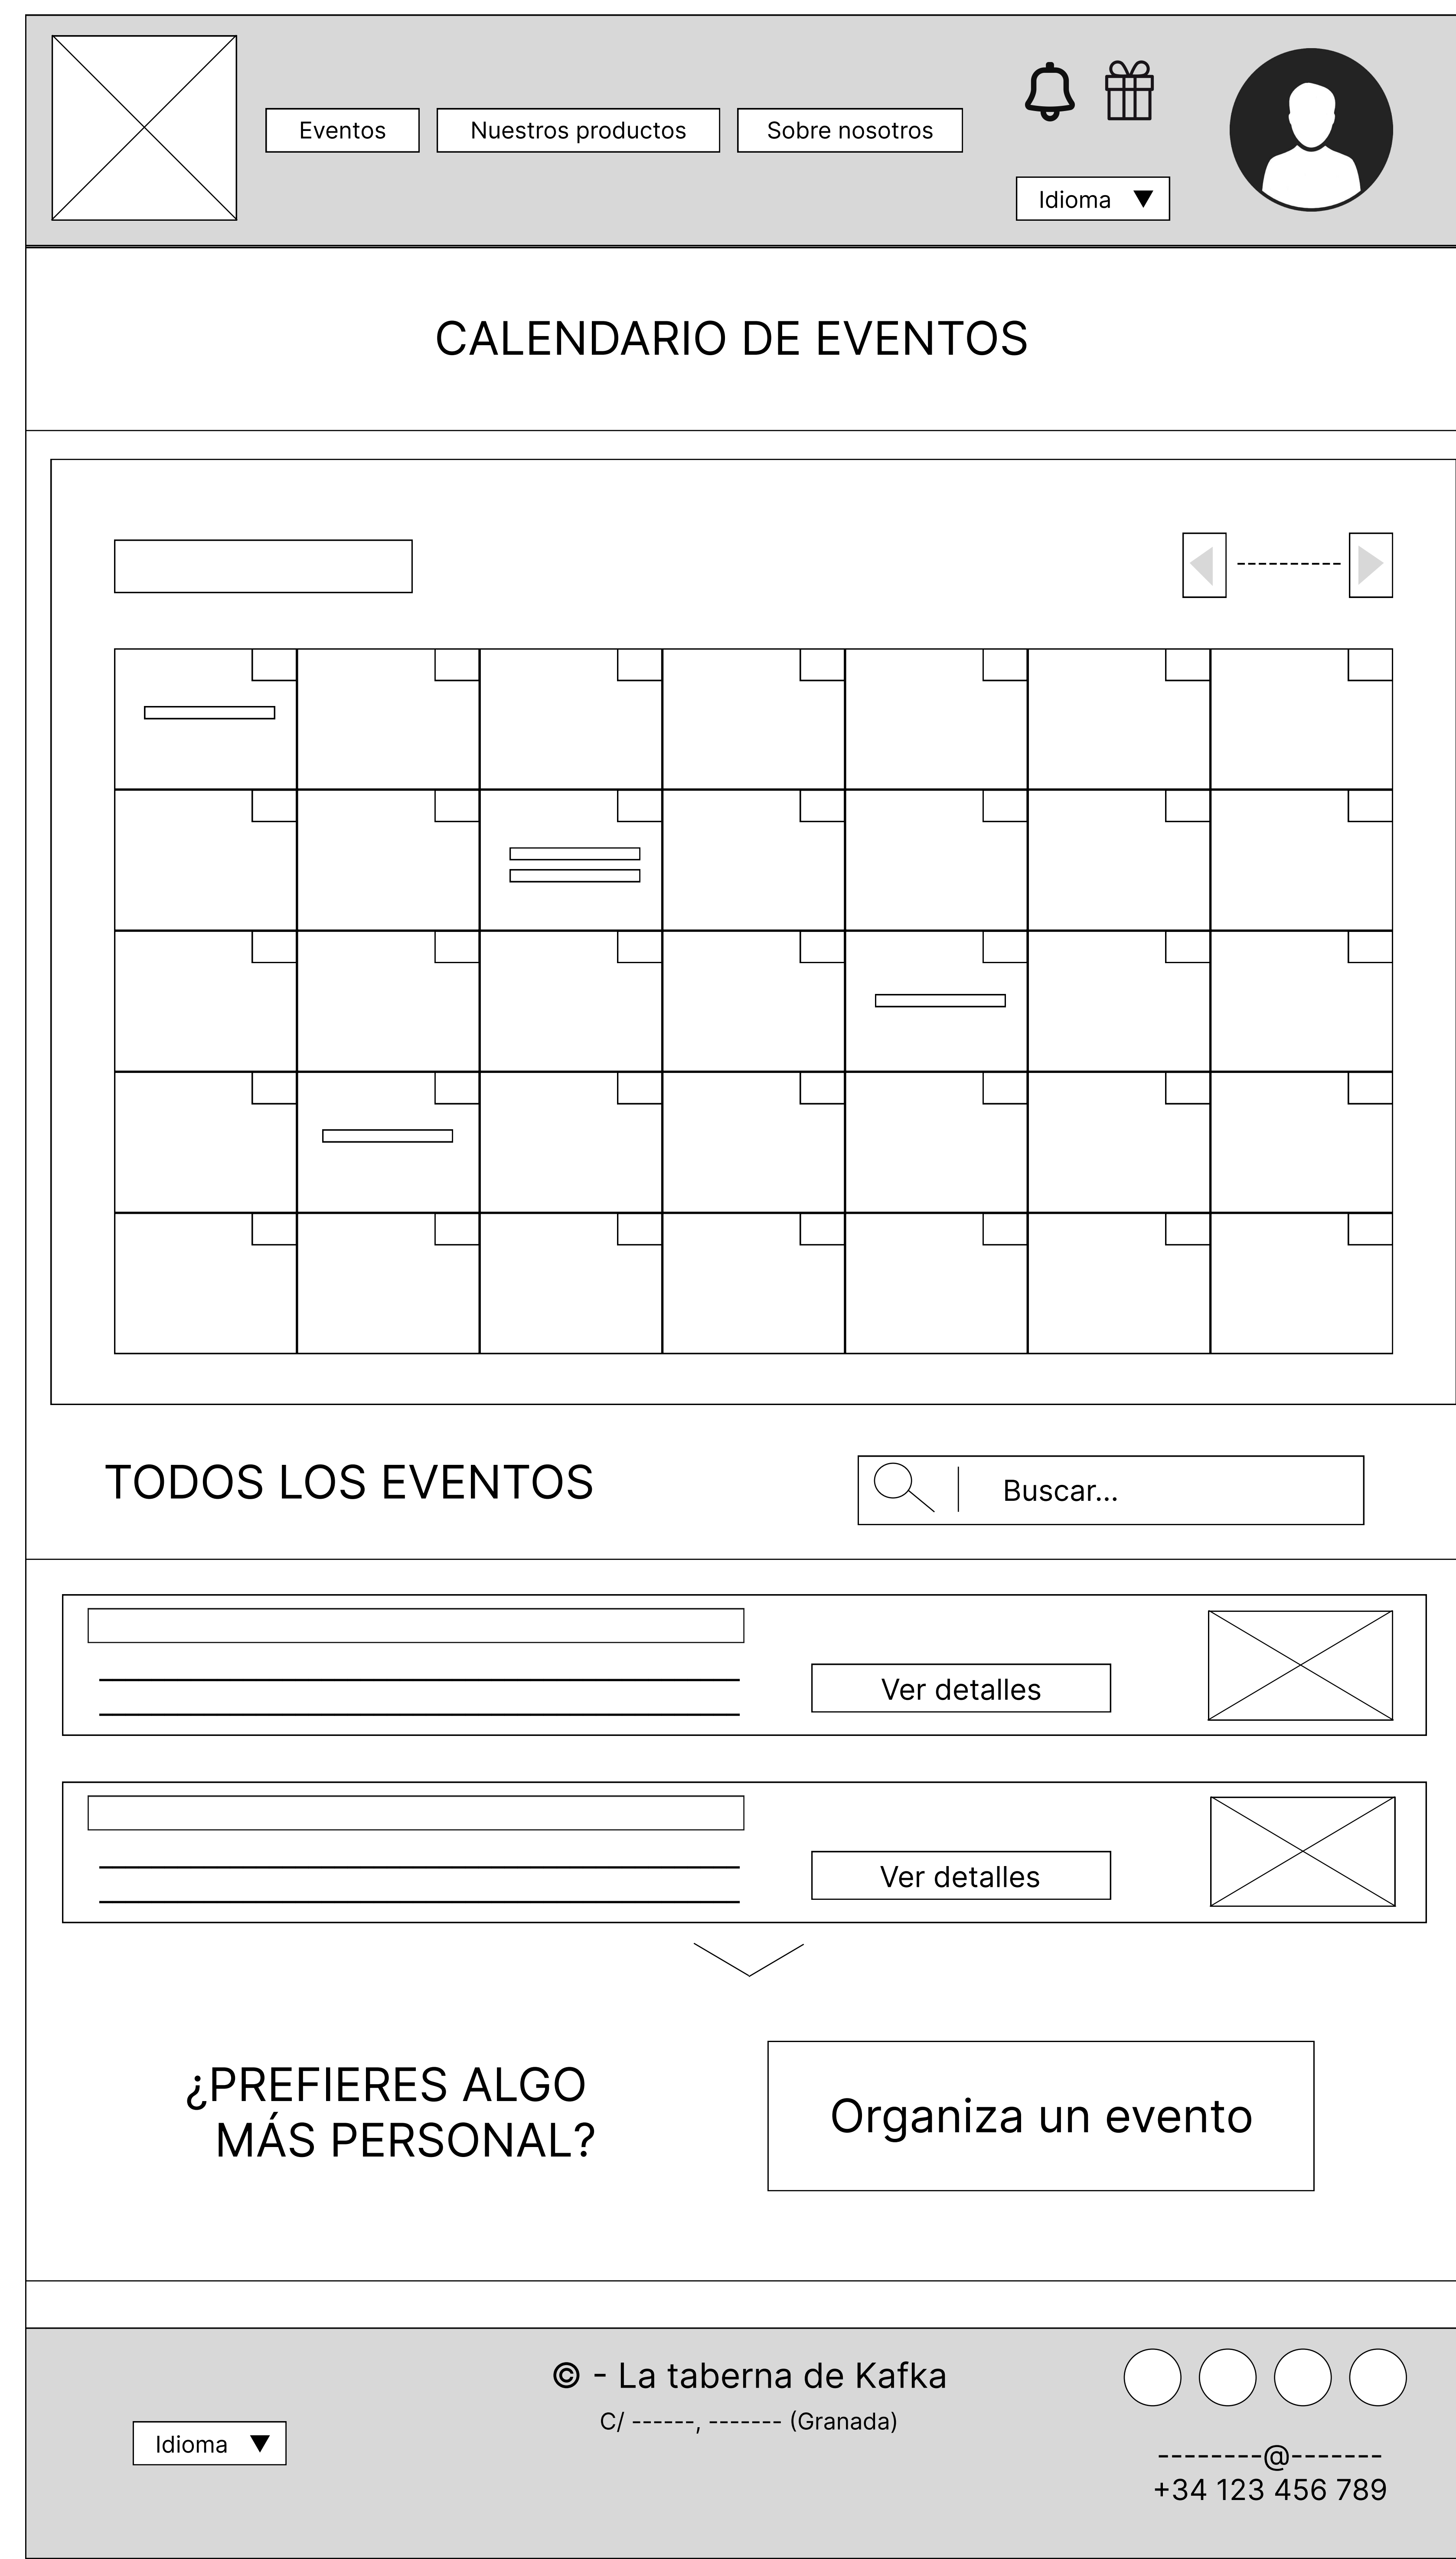 Eventos
Nuestros productos
Sobre nosotros
Idioma
CALENDARIO DE EVENTOS
----------
TODOS LOS EVENTOS
Buscar...
Ver detalles
Ver detalles
¿PREFIERES ALGO
MÁS PERSONAL?
Organiza un evento
© - La taberna de Kafka
C/ ------, ------- (Granada)
Idioma
--------@-------
+34 123 456 789